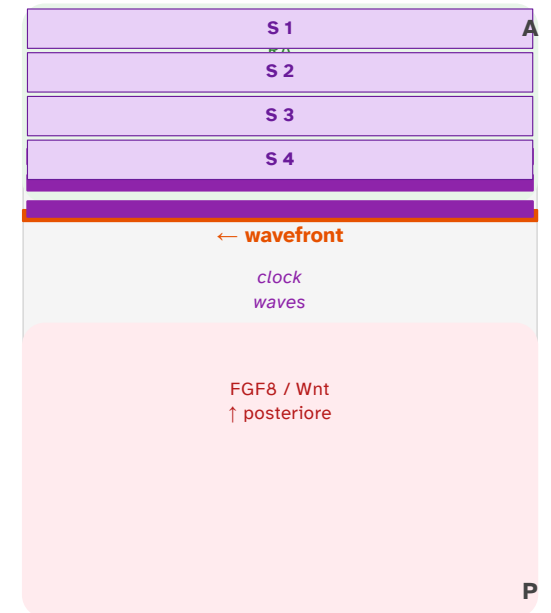 S 1
A
S 2
S 3
S 4
← wavefront
clock
waves
FGF8 / Wnt
↑ posteriore
P